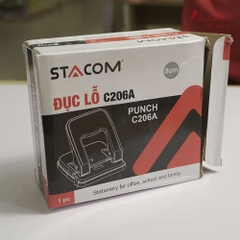 STACOM
8cm
ĐỤC LỖ C206A
PUNCH
C206A
1 pc
Stationery for office, school and family